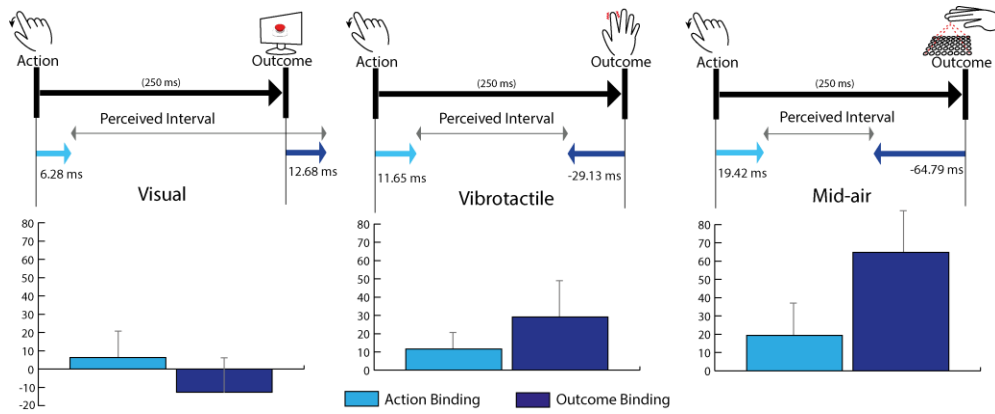 Action
Outcome
(250 ms)
Perceived Interval
6.28 ms
12.68 ms
Visual
Action
Outcome
(250 ms)
Perceived Interval
11.65 ms
-29.13 ms
Vibrotactile
Action
Outcome
(250 ms)
Perceived Interval
19.42 ms
-64.79 ms
Mid-air
80
70
60
50
40
30
20
10
0
-10
-20
80
70
60
50
40
30
20
10
0
80
70
60
50
40
30
20
10
0
Action Binding
Outcome Binding